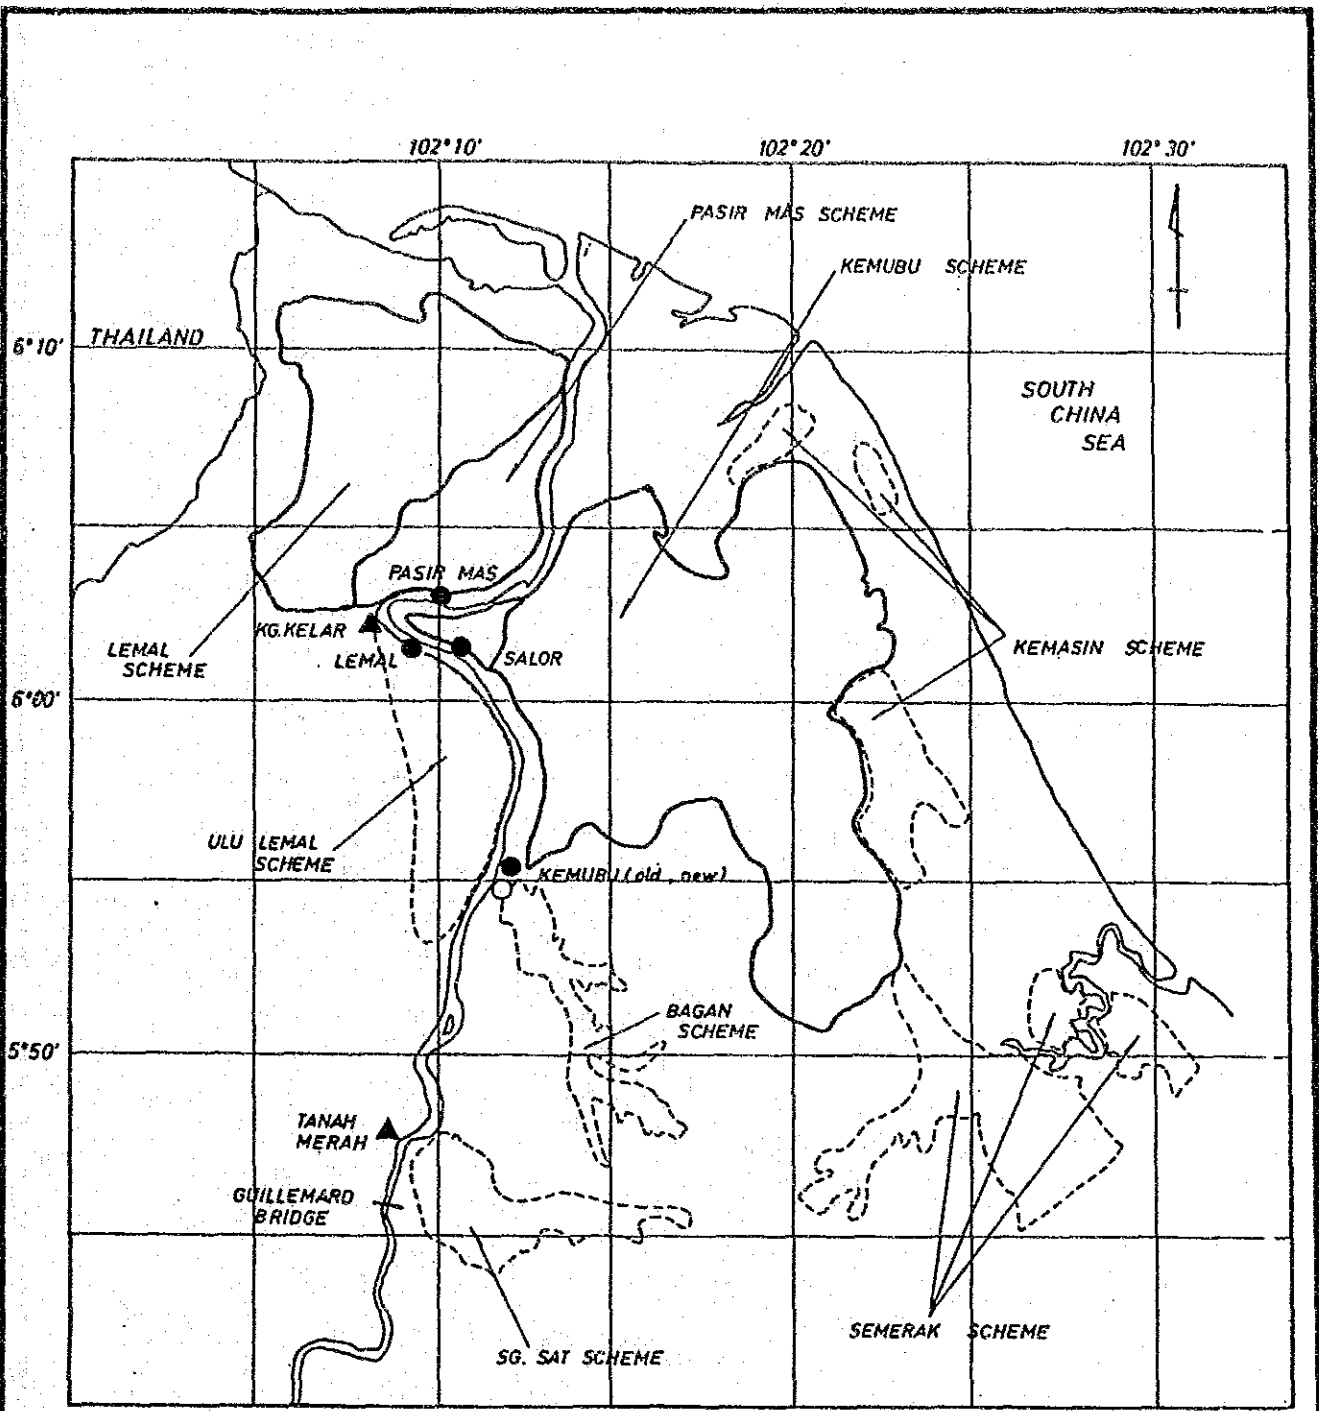 102°10'
102°20'
102°30'
PASIR MAS SCHEME
KEMUBU SCHEME
6°10'
THAILAND
SOUTH
CHINA
SEA
PASIR MAS
KG.KELAR
LEMAL
SCHEME
LEMAL
SALOR
KEMASIN SCHEME
6°00'
ULU LEMAL
SCHEME
KEMUBU (old, new)
BAGAN
SCHEME
5°50'
TANAH
MERAH
GUILLEMARD
BRIDGE
SEMERAK SCHEME
SG. SAT SCHEME